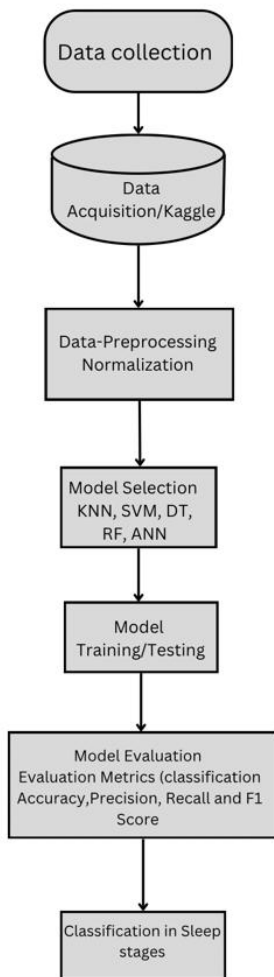 Data collection
Data
Acquisition/Kaggle
Data-Preprocessing
Normalization
Model Selection
KNN, SVM, DT,
RF, ANN
Model
Training/Testing
Model Evaluation
Evaluation Metrics (classification
Accuracy,Precision, Recall and F1
Score
Classification in Sleep
stages